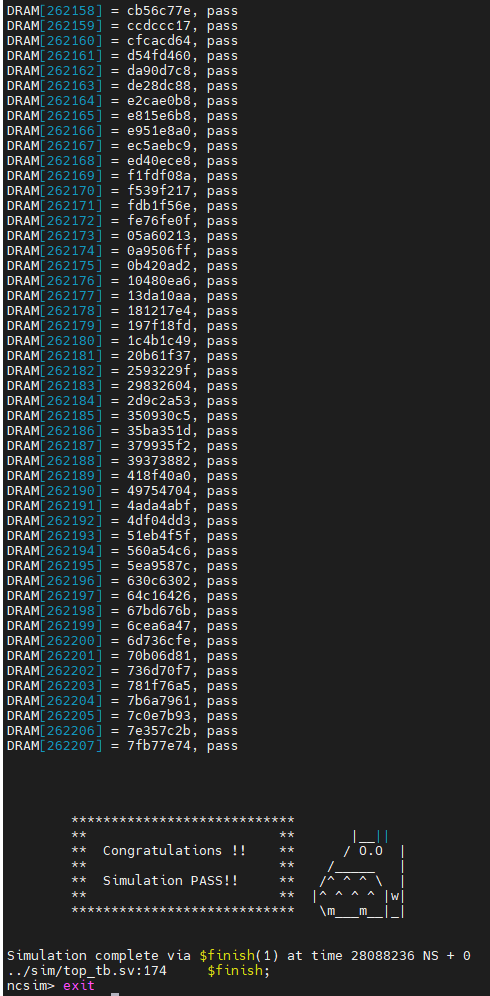 DRAM[262158] = cb56c77e, pass
DRAM[262159] = ccdccc17, pass
DRAM[262160] = cfcacd64, pass
DRAM[262161] = d54fd460, pass
DRAM[262162] = da90d7c8, pass
DRAM[262163] = de28dc88, pass
DRAM[262164] = e2cae0b8, pass
DRAM[262165] = e815e6b8, pass
DRAM[262166] = e951e8a0, pass
DRAM[262167] = ec5aebc9, pass
DRAM[262168] = ed40ece8, pass
DRAM[262169] = f1fdf08a, pass
DRAM[262170] = f539f217, pass
DRAM[262171] = fdb1f56e, pass
DRAM[262172] = fe76fe0f, pass
DRAM[262173] = 05a60213, pass
DRAM[262174] = 0a9506ff, pass
DRAM[262175] = 0b420ad2, pass
DRAM[262176] = 10480ea6, pass
DRAM[262177] = 13da10aa, pass
DRAM[262178] = 181217e4, pass
DRAM[262179] = 197f18fd, pass
DRAM[262180] = 1c4b1c49, pass
DRAM[262181] = 20b61f37, pass
DRAM[262182] = 2593229f, pass
DRAM[262183] = 29832604, pass
DRAM[262184] = 2d9c2a53, pass
DRAM[262185] = 350930c5, pass
DRAM[262186] = 35ba351d, pass
DRAM[262187] = 379935f2, pass
DRAM[262188] = 39373882, pass
DRAM[262189] = 418f40a0, pass
DRAM[262190] = 49754704, pass
DRAM[262191] = 4ada4abf, pass
DRAM[262192] = 4df04dd3, pass
DRAM[262193] = 51eb4f5f, pass
DRAM[262194] = 560a54c6, pass
DRAM[262195] = 5ea9587c, pass
DRAM[262196] = 630c6302, pass
DRAM[262197] = 64c16426, pass
DRAM[262198] = 67bd676b, pass
DRAM[262199] = 6cea6a47, pass
DRAM[262200] = 6d736cfe, pass
DRAM[262201] = 70b06d81, pass
DRAM[262202] = 736d70f7, pass
DRAM[262203] = 781f76a5, pass
DRAM[262204] = 7b6a7961, pass
DRAM[262205] = 7c0e7b93, pass
DRAM[262206] = 7e357c2b, pass
DRAM[262207] = 7fb77e74, pass
****************************
**                        **       |__||
**  Congratulations !!    **      / O.O  |
**                        **    /_____   |
**  Simulation PASS!!     **   /^ ^ ^ \  |
**                        **  |^ ^ ^ ^ |w|
****************************   \m___m__|_|
Simulation complete via $finish(1) at time 28088236 NS + 0
../sim/top_tb.sv:174     $finish;
ncsim> exit